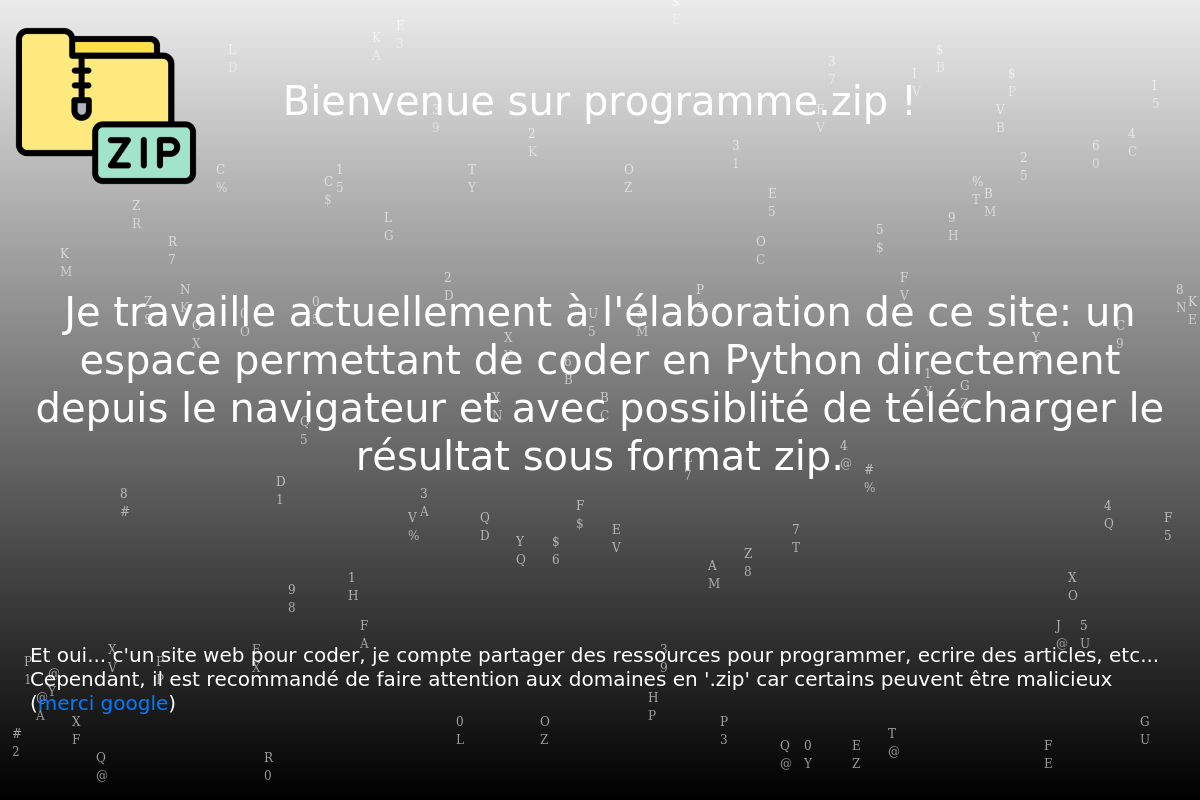 ZIP
Bienvenue sur programme.zip !
Je travaille actuellement à l'élaboration de ce site: un
espace permettant de coder en Python directement
depuis le navigateur et avec possiblité de télécharger le
résultat sous format zip.
Et oui... c'un site web pour coder, je compte partager des ressources pour programmer, ecrire des articles, etc...
Cependant, il est recommandé de faire attention aux domaines en '.zip' car certains peuvent être malicieux
(merci google)